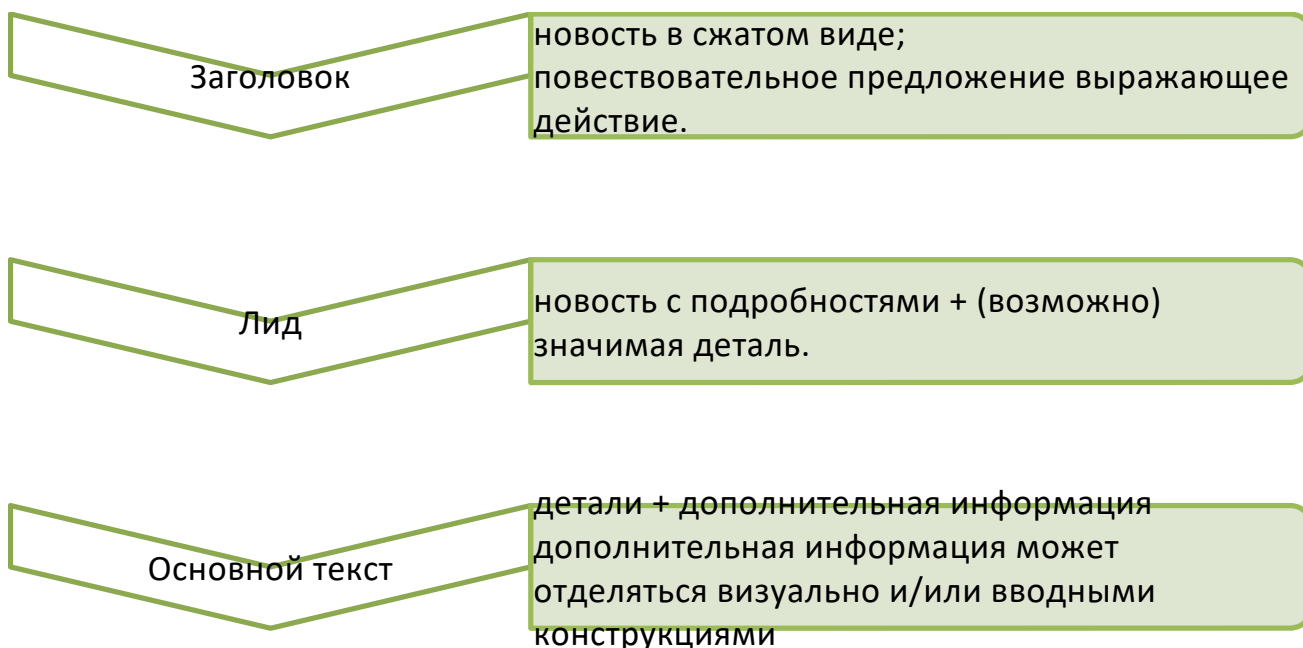 Заголовок
новость в сжатом виде;
повествовательное предложение выражающее
действие.
Лид
новость с подробностями + (возможно)
значимая деталь.
Основной текст
детали + дополнительная информация
дополнительная информация может
отделяться визуально и/или вводными
конструкциями